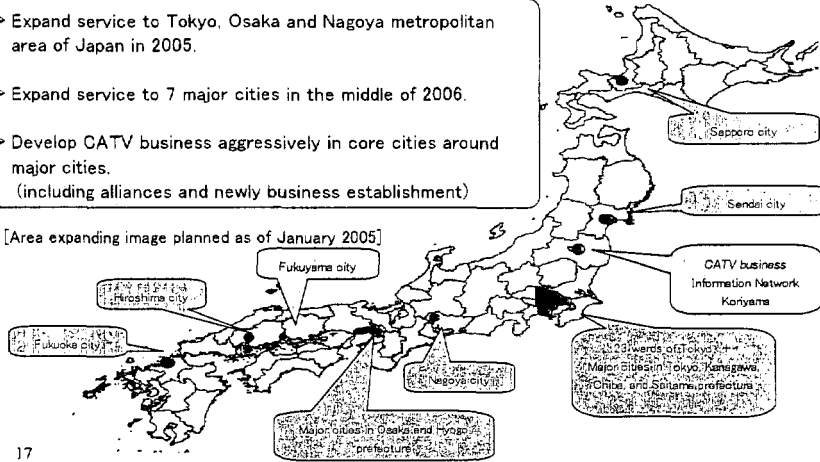 > Expand service to Tokyo, Osaka and Nagoya metropolitan
area of Japan in 2005.
> Expand service to 7 major cities in the middle of 2006.
> Develop CATV business aggressively in core cities around
major cities.
(including alliances and newly business establishment)
[Area expanding image planned as of January 2005]
Sapporo city
Sendai city
CATV business
Information Network
Koriyama
Fukuyama city
Hiroshima city
Fukuoka city
Nagoya city
23 wards of Tokyo +
Major cities in Tokyo, Kanagawa,
Chiba, and Saitama prefecture
Major cities in Osaka and Hyogo
prefecture
17